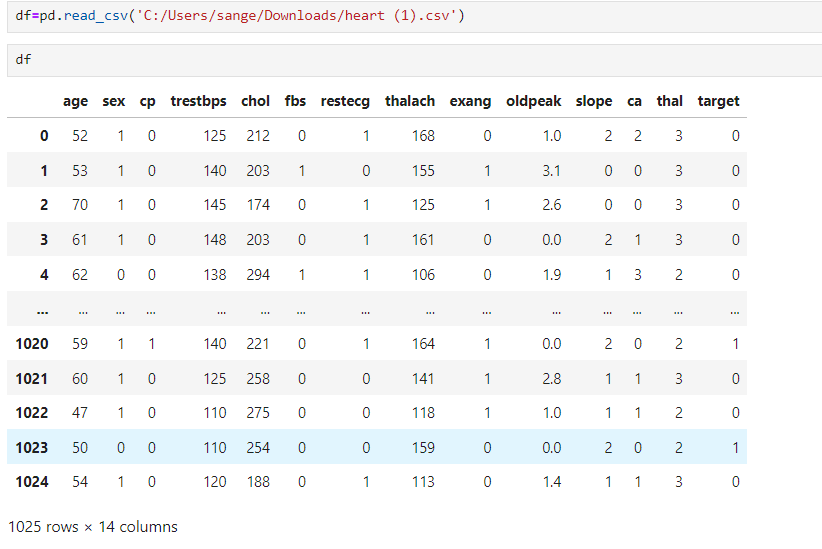 df=pd.read_csv('C:/Users/sange/Downloads/heart (1).csv')
df
age sex cp trestbps chol fbs restecg thalach exang oldpeak slope ca thal target
0 52 1 0 125 212 0 1 168 0 1.0 2 2 3 0
1 53 1 0 140 203 1 0 155 1 3.1 0 0 3 0
2 70 1 0 145 174 0 1 125 1 2.6 0 0 3 0
3 61 1 0 148 203 0 1 161 0 0.0 2 1 3 0
4 62 0 0 138 294 1 1 106 0 1.9 1 3 2 0
... ... ... ... ... ... ... ... ... ... ... ... ... ... ...
1020 59 1 1 140 221 0 1 164 1 0.0 2 0 2 1
1021 60 1 0 125 258 0 0 141 1 2.8 1 1 3 0
1022 47 1 0 110 275 0 0 118 1 1.0 1 1 2 0
1023 50 0 0 110 254 0 0 159 0 0.0 2 0 2 1
1024 54 1 0 120 188 0 1 113 0 1.4 1 1 3 0
1025 rows × 14 columns